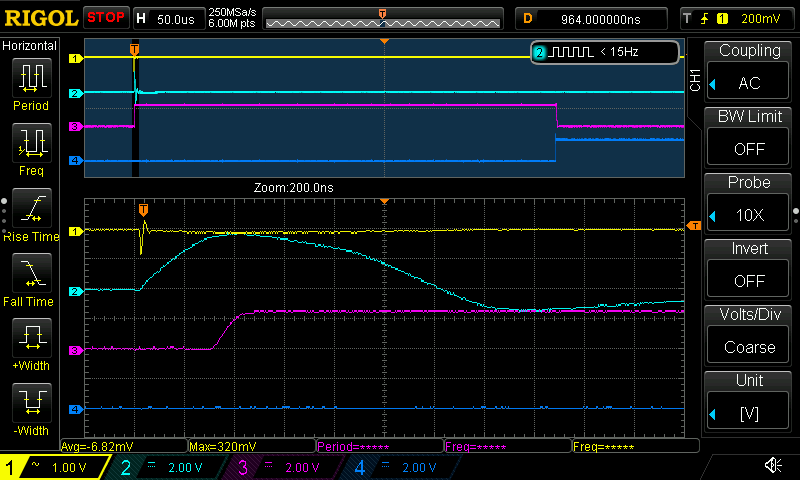 RIGOL STOP H 50.0us 250MSa/s 6.00M pts D 964.000000ns T 1 200mV
Horizontal
Period
Freq
Rise Time
Fall Time
+Width
-Width
T
1
2
3
4
2 < 15Hz
Zoom:200.0ns
T
1
2
3
4
T
CH1
Coupling
AC
BW Limit
OFF
Probe
10X
Invert
OFF
Volts/Div
Coarse
Unit
[V]
Avg=-6.82mV Max=320mV Period=***** Freq=***** Freq=*****
1 ~ 1.00 V 2 = 2.00 V 3 = 2.00 V 4 = 2.00 V